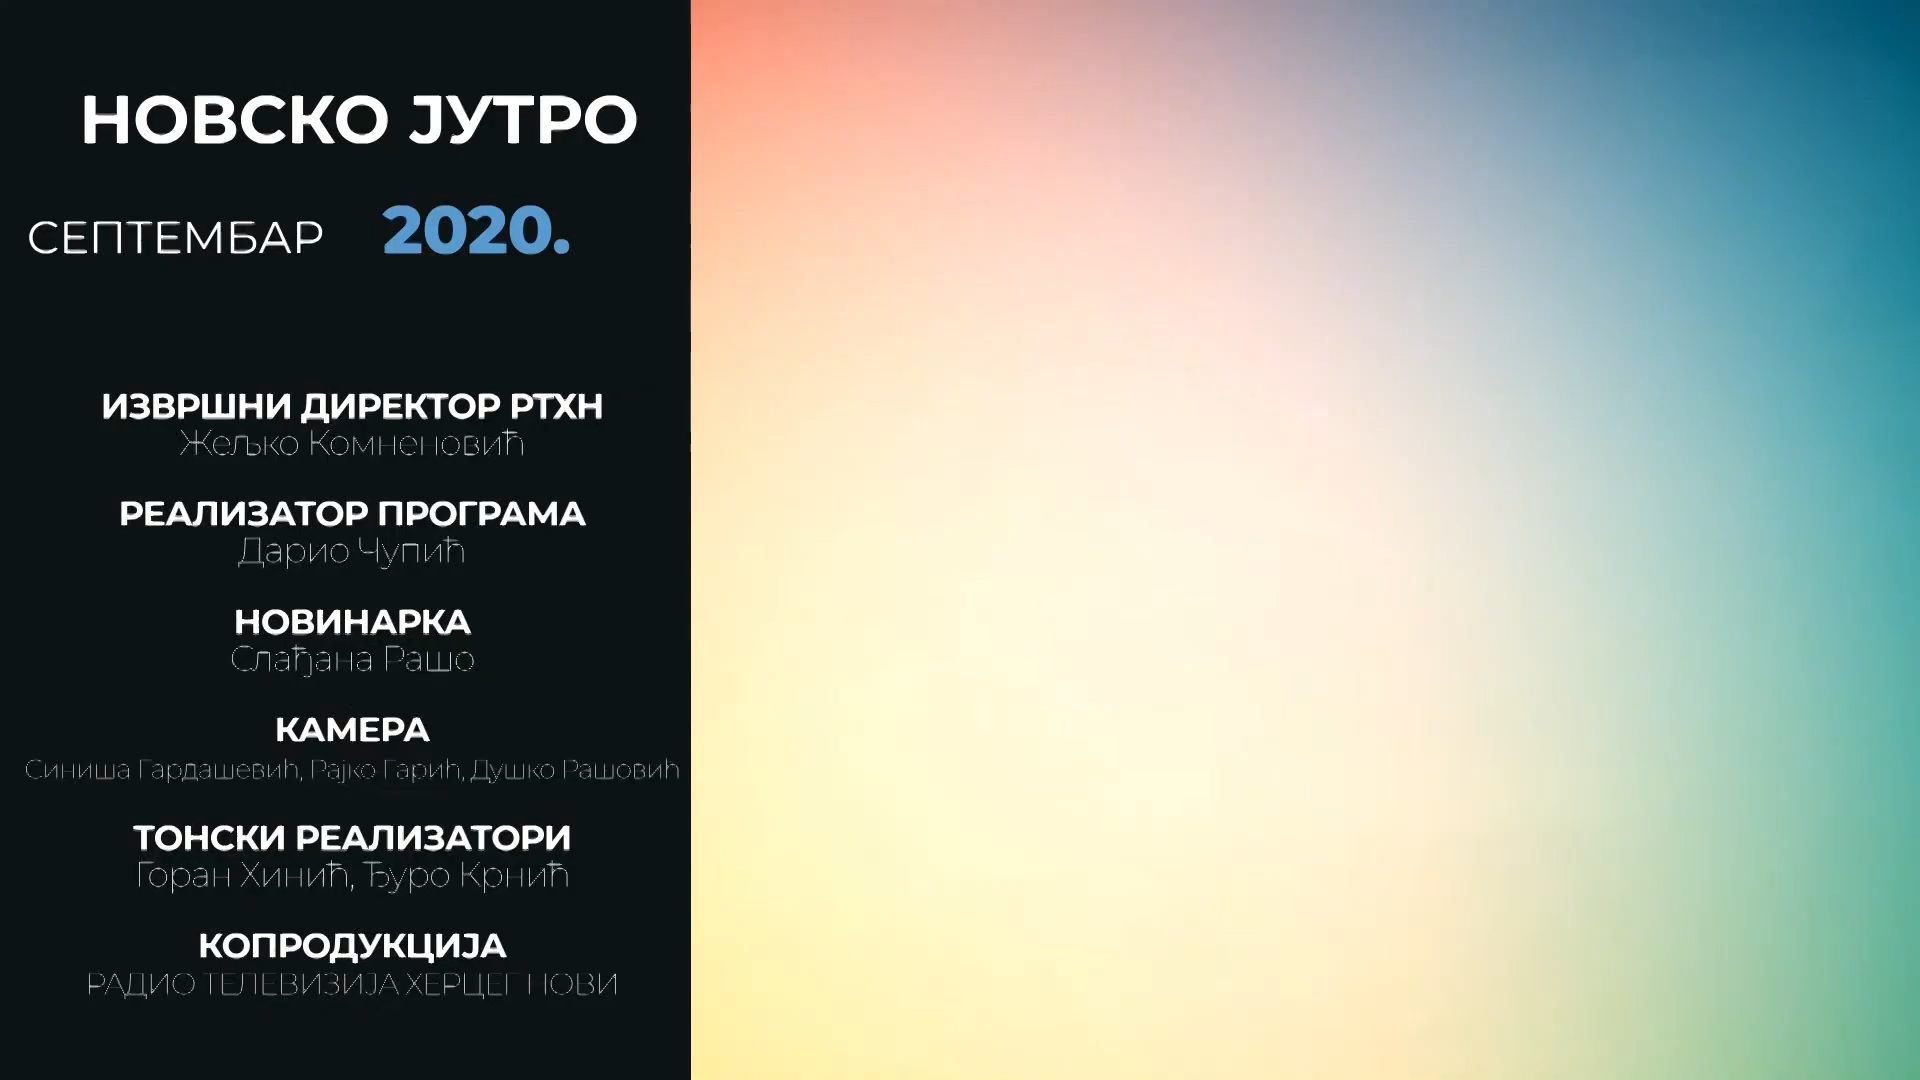 НОВСКО ЈУТРО
СЕПТЕМБАР 2020.
ИЗВРШНИ ДИРЕКТОР РТХН
Жељко Комненовић
РЕАЛИЗАТОР ПРОГРАМА
Дарио Чупић
НОВИНАРКА
Слађана Рашо
КАМЕРА
Синиша Гардашевић, Рајко Гарић, Душко Рашовић
ТОНСКИ РЕАЛИЗАТОРИ
Горан Хинић, Ђуро Крнић
КОПРОДУКЦИЈА
РАДИО ТЕЛЕВИЗИЈА ХЕРЦЕГ НОВИ